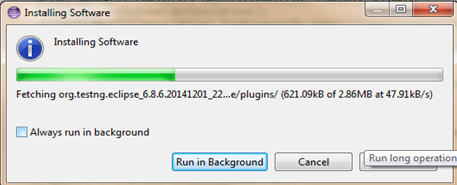 Installing Software
Installing Software
Fetching org.testng.eclipse_6.8.6.20141201_22...e/plugins/ (621.09kB of 2.86MB at 47.91kB/s)
Always run in background
Run in Background
Cancel
Run long operation